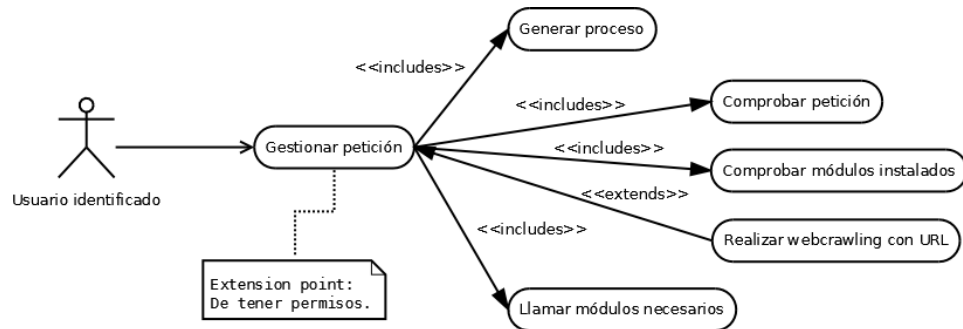 Generar proceso
<<includes>>
<<includes>>
Comprobar petición
Gestionar petición
<<includes>>
Comprobar módulos instalados
Usuario identificado
<<extends>>
<<includes>>
Realizar webcrawling con URL
Extension point:
De tener permisos.
Llamar módulos necesarios